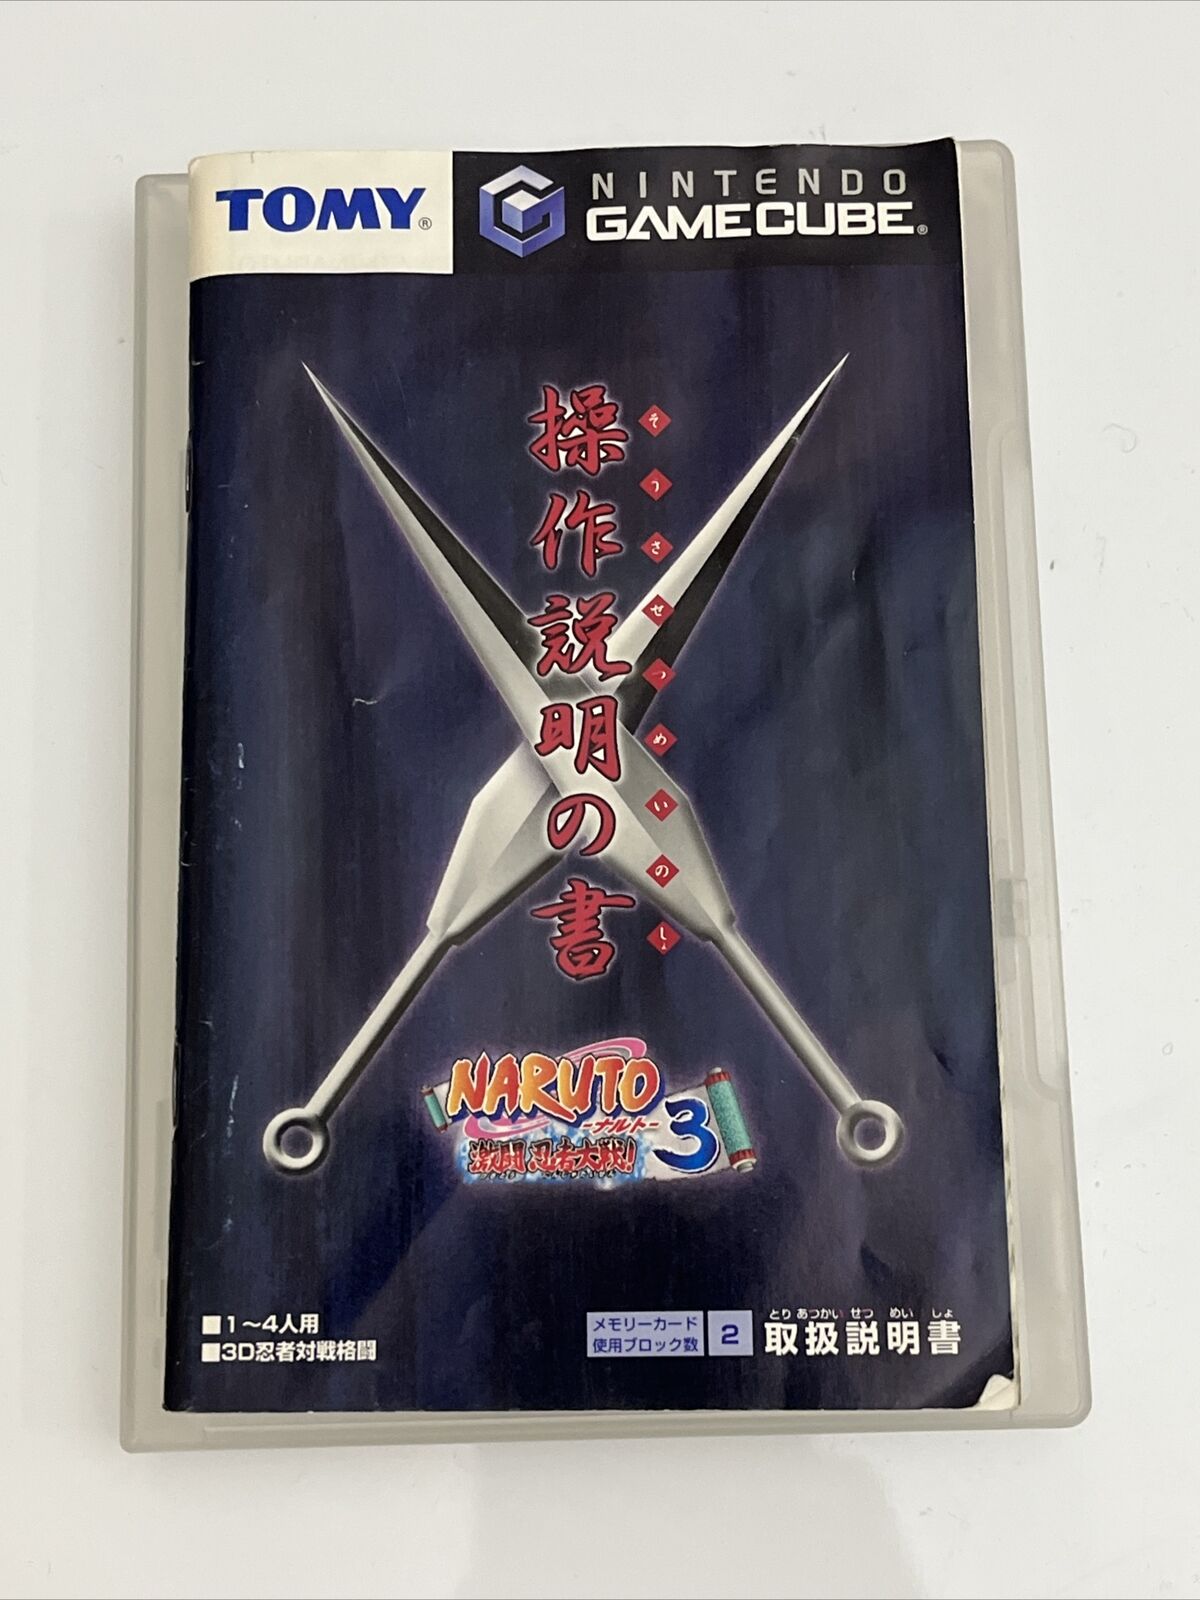 TOMY®
NINTENDO
GAMECUBE®
操作説明の書
そうさせつめいのしょ
NARUTO
-ナルト-
激闘忍者大戦!
3
■1〜4人用
■3D忍者対戦格闘
メモリーカード
使用ブロック数
2
とりあつかいせつめいしょ
取扱説明書